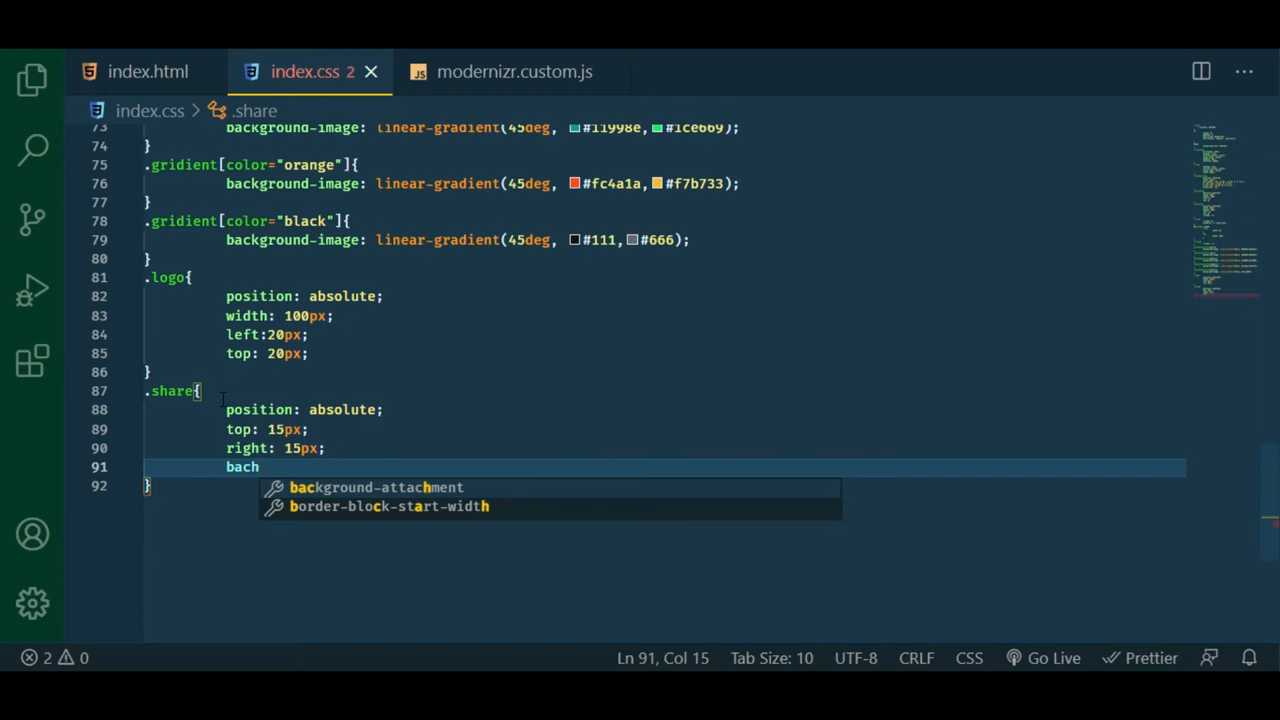 index.html
index.css 2
modernizr.custom.js
index.css > .share
73 background-image: linear-gradient(45deg, #11998e,#1ce669);
74 }
75 .gridient[color="orange"]{
76 background-image: linear-gradient(45deg, #fc4a1a,#f7b733);
77 }
78 .gridient[color="black"]{
79 background-image: linear-gradient(45deg, #111,#666);
80 }
81 .logo{
82 position: absolute;
83 width: 100px;
84 left:20px;
85 top: 20px;
86 }
87 .share{
88 position: absolute;
89 top: 15px;
90 right: 15px;
91 bach
92 }
background-attachment
border-block-start-width
2 0 Ln 91, Col 15 Tab Size: 10 UTF-8 CRLF CSS Go Live Prettier